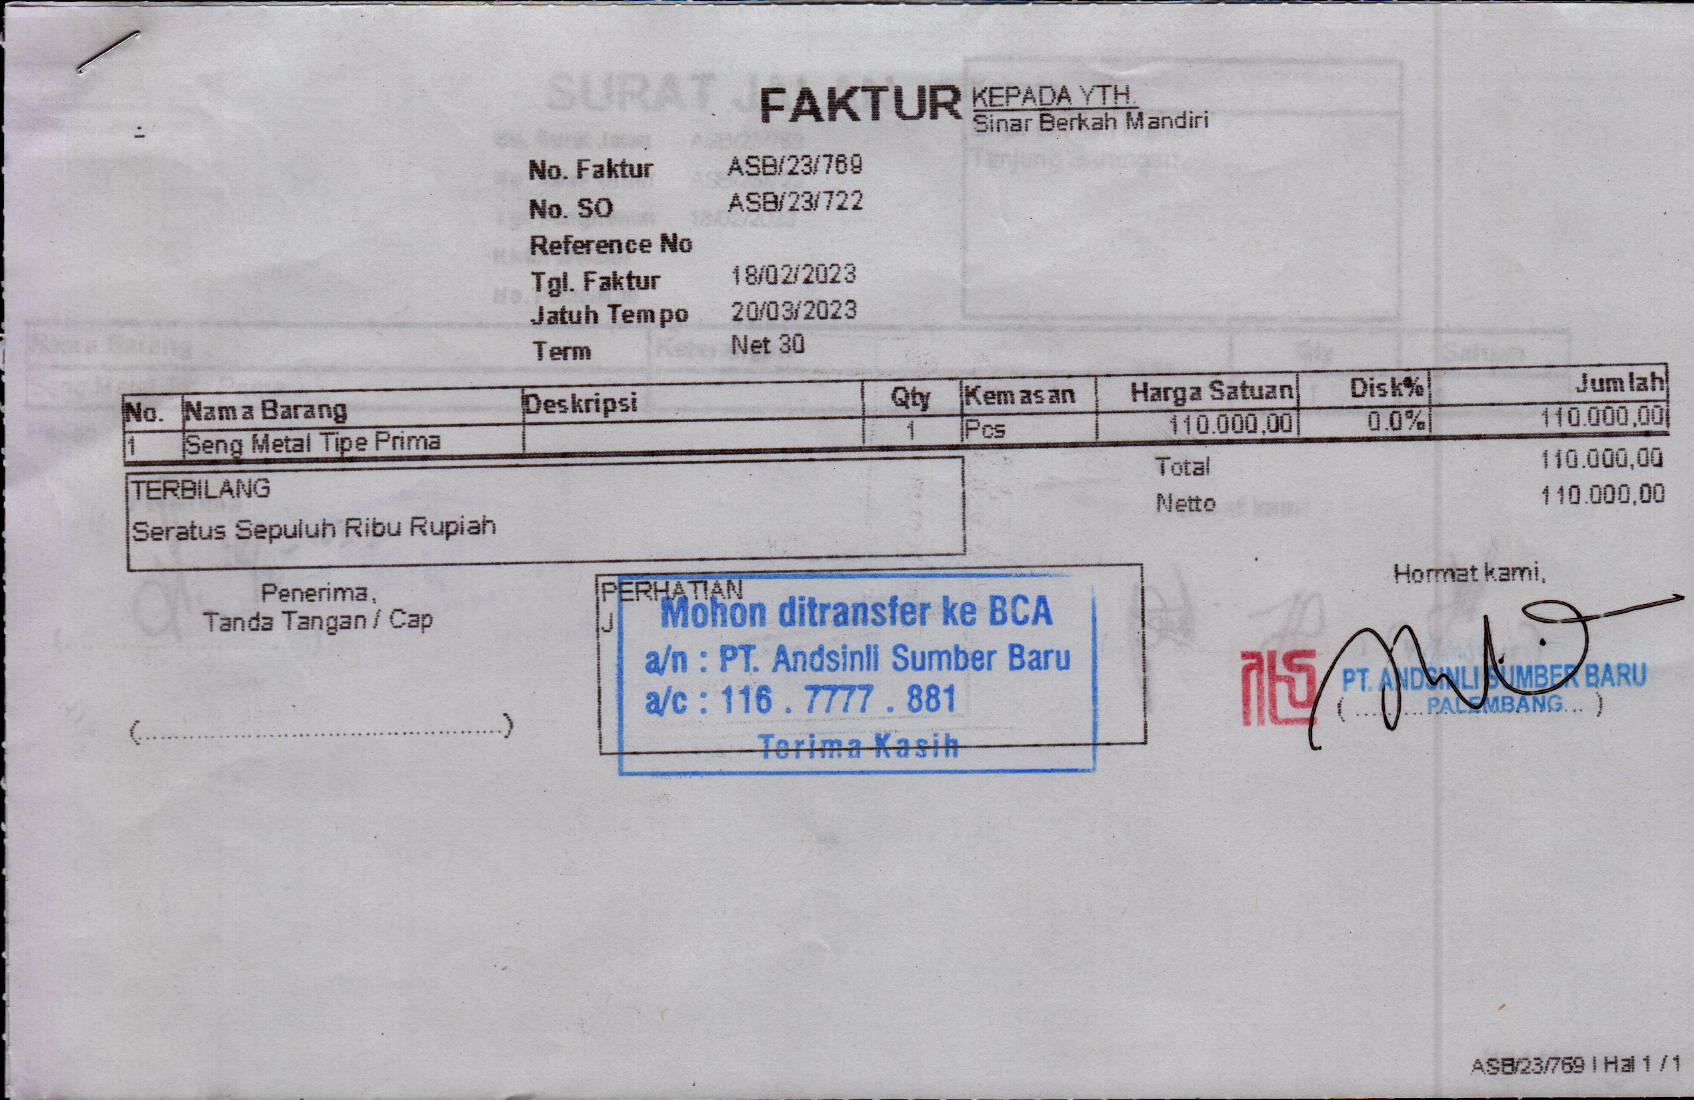 FAKTUR
KEPADA YTH.
Sinar Berkah Mandiri
No. Faktur ASB/23/769
No. SO ASB/23/722
Reference No
Tgl. Faktur 18/02/2023
Jatuh Tempo 20/03/2023
Term Net 30
No. Nama Barang Deskripsi Qty Kemasan Harga Satuan Disk% Jumlah
1 Seng Metal Tipe Prima 1 Pcs 110.000,00 0.0% 110.000,00
Total 110.000,00
Netto 110.000,00
TERBILANG
Seratus Sepuluh Ribu Rupiah
Penerima,
Tanda Tangan / Cap
(..............................................)
PERHATIAN
J
Mohon ditransfer ke BCA
a/n : PT. Andsinli Sumber Baru
a/c : 116 . 7777 . 881
Terima Kasih
Hormat kami,
PT. ANDSINLI SUMBER BARU
PALEMBANG
ASB/23/769 | Hal 1 / 1